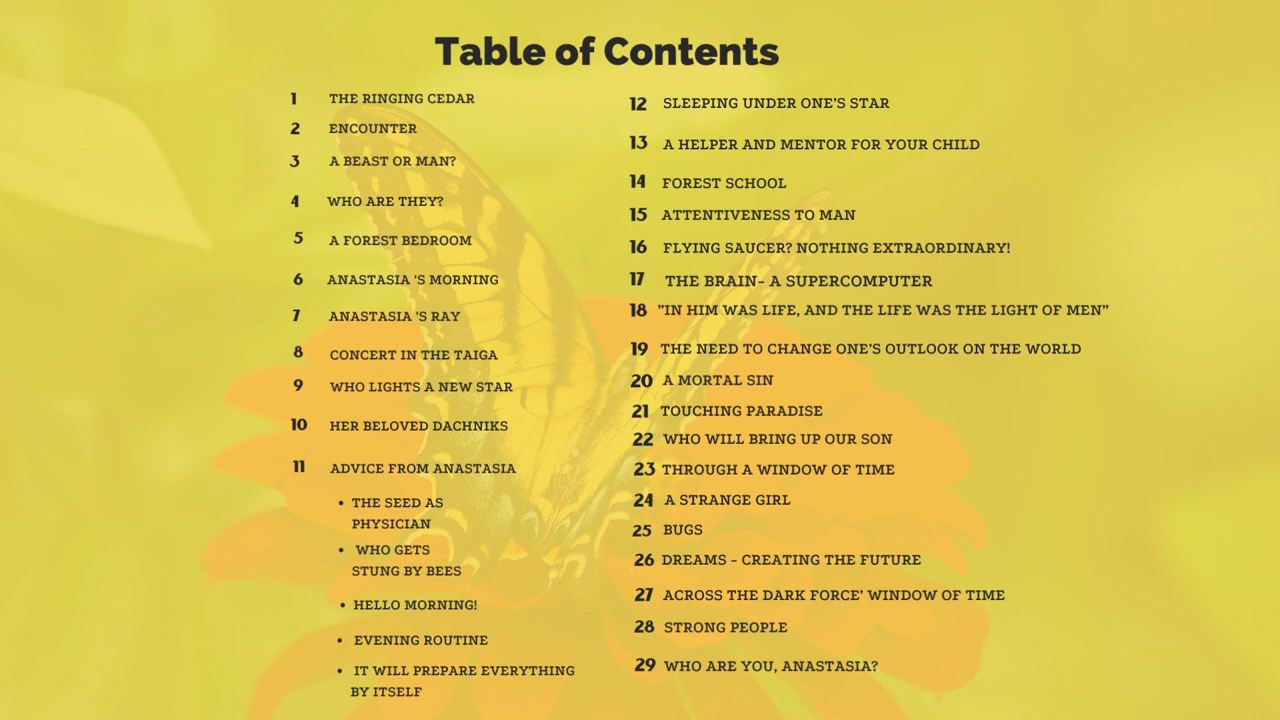 Table of Contents
1 THE RINGING CEDAR
2 ENCOUNTER
3 A BEAST OR MAN?
4 WHO ARE THEY?
5 A FOREST BEDROOM
6 ANASTASIA 'S MORNING
7 ANASTASIA 'S RAY
8 CONCERT IN THE TAIGA
9 WHO LIGHTS A NEW STAR
10 HER BELOVED DACHNIKS
11 ADVICE FROM ANASTASIA
• THE SEED AS
PHYSICIAN
• WHO GETS
STUNG BY BEES
• HELLO MORNING!
• EVENING ROUTINE
• IT WILL PREPARE EVERYTHING
BY ITSELF
12 SLEEPING UNDER ONE'S STAR
13 A HELPER AND MENTOR FOR YOUR CHILD
14 FOREST SCHOOL
15 ATTENTIVENESS TO MAN
16 FLYING SAUCER? NOTHING EXTRAORDINARY!
17 THE BRAIN- A SUPERCOMPUTER
18 "IN HIM WAS LIFE, AND THE LIFE WAS THE LIGHT OF MEN"
19 THE NEED TO CHANGE ONE'S OUTLOOK ON THE WORLD
20 A MORTAL SIN
21 TOUCHING PARADISE
22 WHO WILL BRING UP OUR SON
23 THROUGH A WINDOW OF TIME
24 A STRANGE GIRL
25 BUGS
26 DREAMS - CREATING THE FUTURE
27 ACROSS THE DARK FORCE' WINDOW OF TIME
28 STRONG PEOPLE
29 WHO ARE YOU, ANASTASIA?